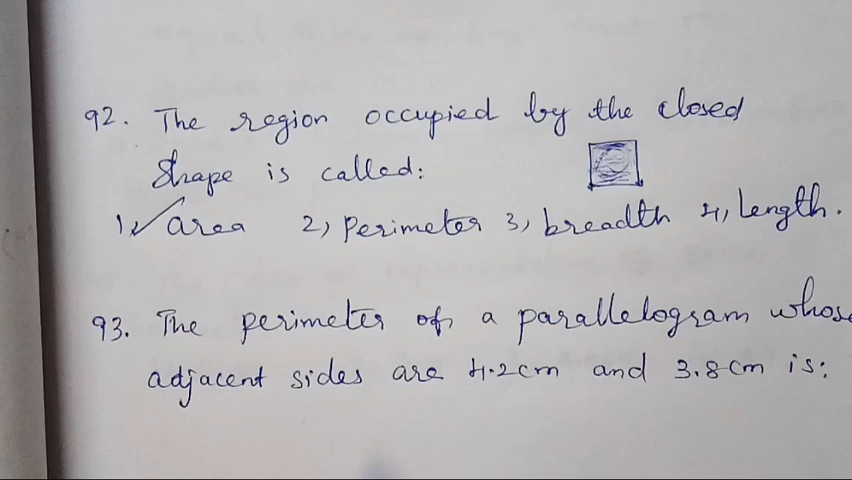 92. The region occupied by the closed
Shape is called:
1, area 2, perimeter 3, breadth 4, length.
93. The perimeter of a parallelogram whose
adjacent sides are 4.2cm and 3.8cm is: